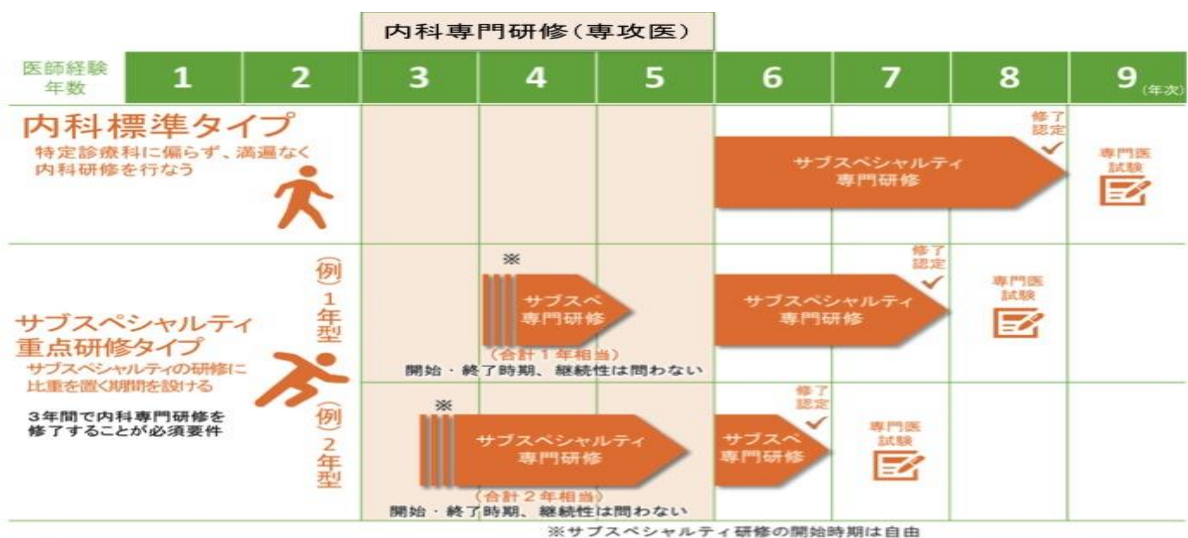 内科専門研修(専攻医)
医師経験
年数
1
2
3
4
5
6
7
8
9(年次)
内科標準タイプ
特定診療科に偏らず、満遍なく
内科研修を行なう
サブスペシャルティ
専門研修
修了
認定
専門医
試験
サブスペシャルティ
重点研修タイプ
サブスペシャルティの研修に
比重を置く期間を設ける
3年間で内科専門研修を
修了することが必須要件
(例)1年型
※
サブスペ
専門研修
(合計1年相当)
開始・終了時期、継続性は問わない
サブスペシャルティ
専門研修
修了
認定
専門医
試験
(例)2年型
※
サブスペシャルティ
専門研修
(合計2年相当)
開始・終了時期、継続性は問わない
サブスペ
専門研修
修了
認定
専門医
試験
※サブスペシャルティ研修の開始時期は自由